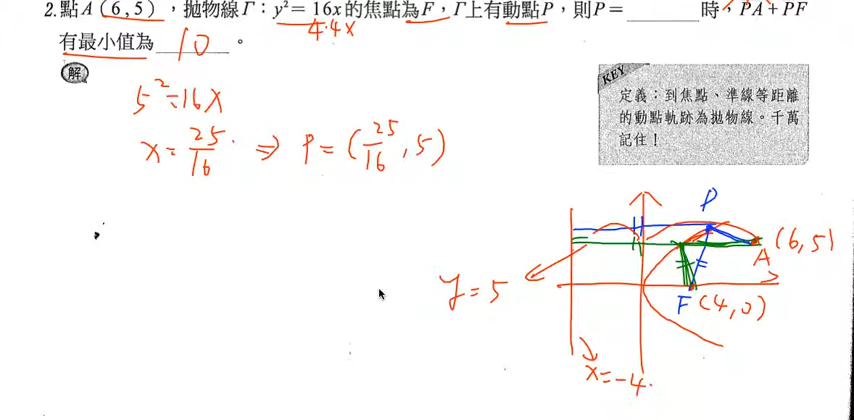 2.點A(6,5),拋物線Γ:y²=16x的焦點為F,Γ上有動點P,則P=______時,PA+PF
4·4x
有最小值為 10 。
解
5²=16x
x=25/16 ⇒ P=(25/16,5)
KEY
定義:到焦點、準線等距離
的動點軌跡為拋物線。千萬
記住!
P
(6,5)
A
y=5
F(4,0)
x=-4